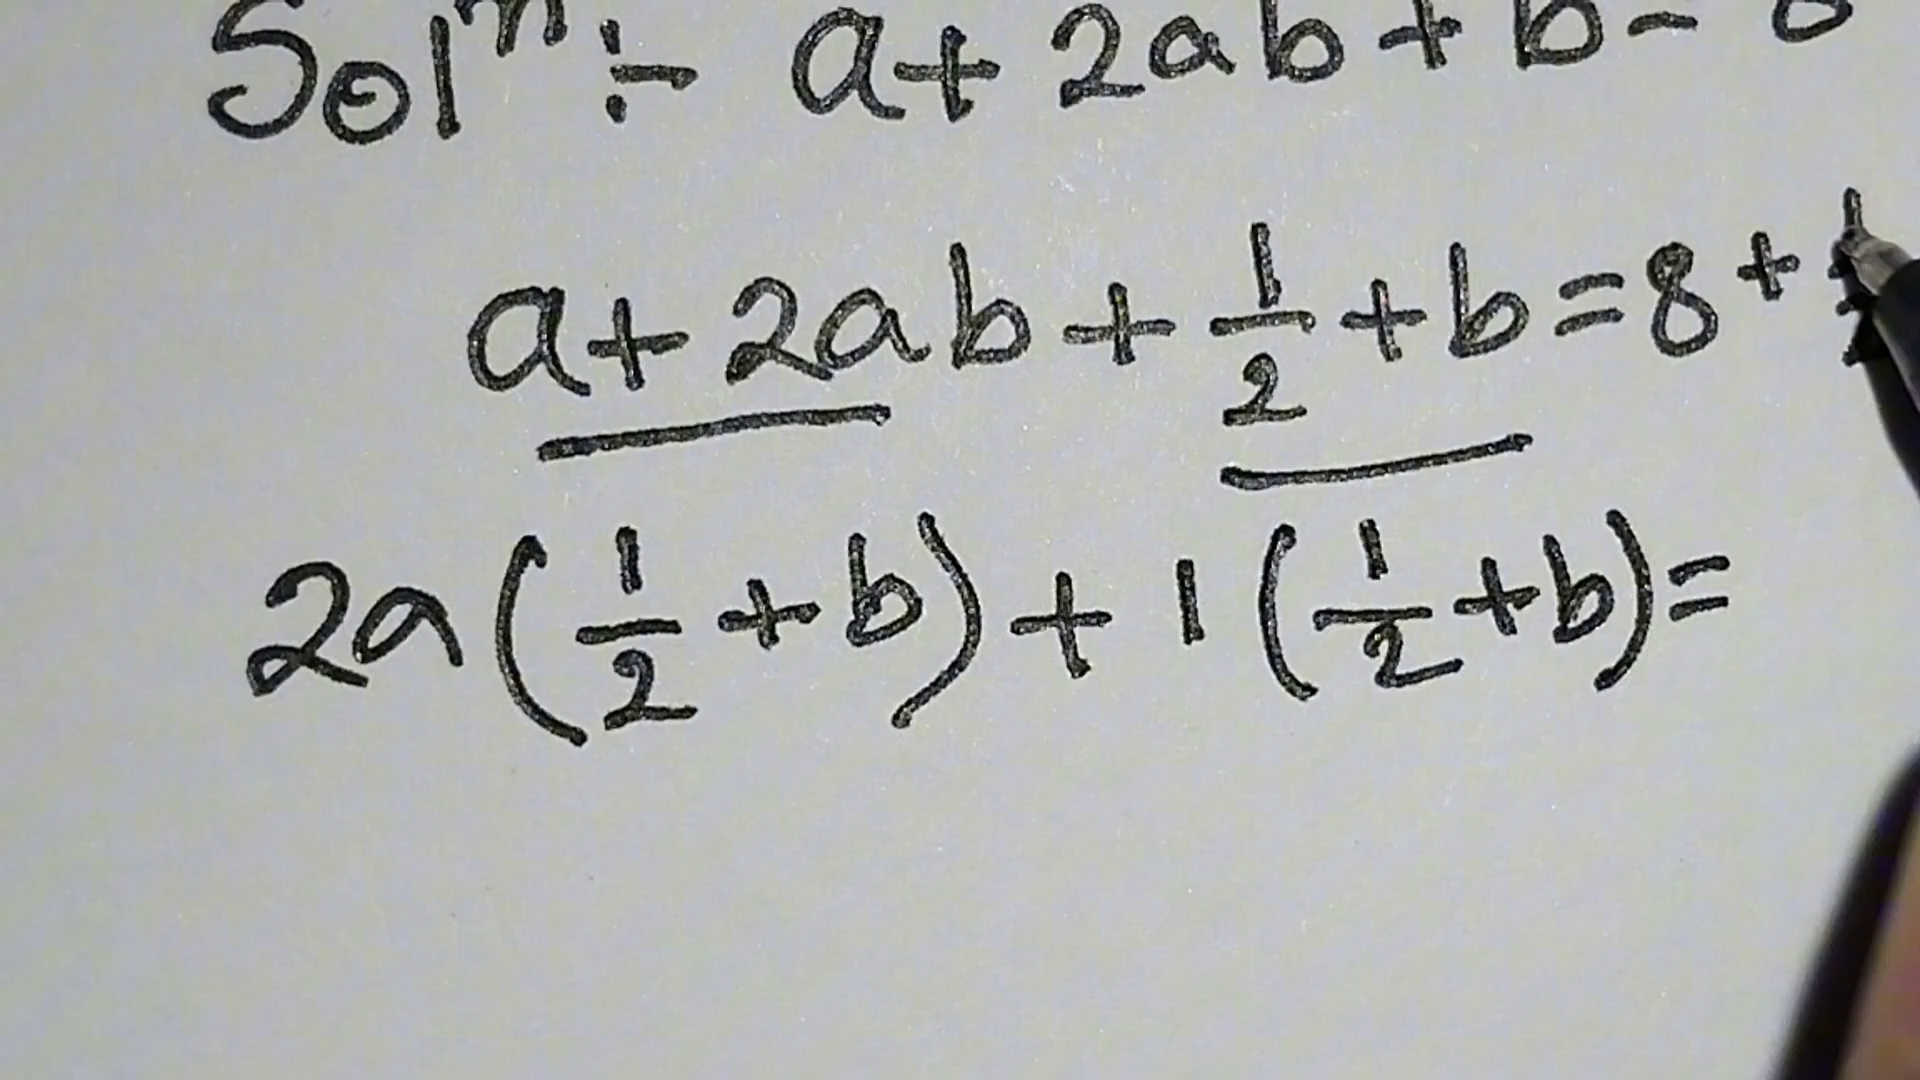 Solⁿ :- a + 2ab + b = 8
a + 2ab + 1/2 + b = 8 +
2a(1/2 + b) + 1(1/2 + b) =